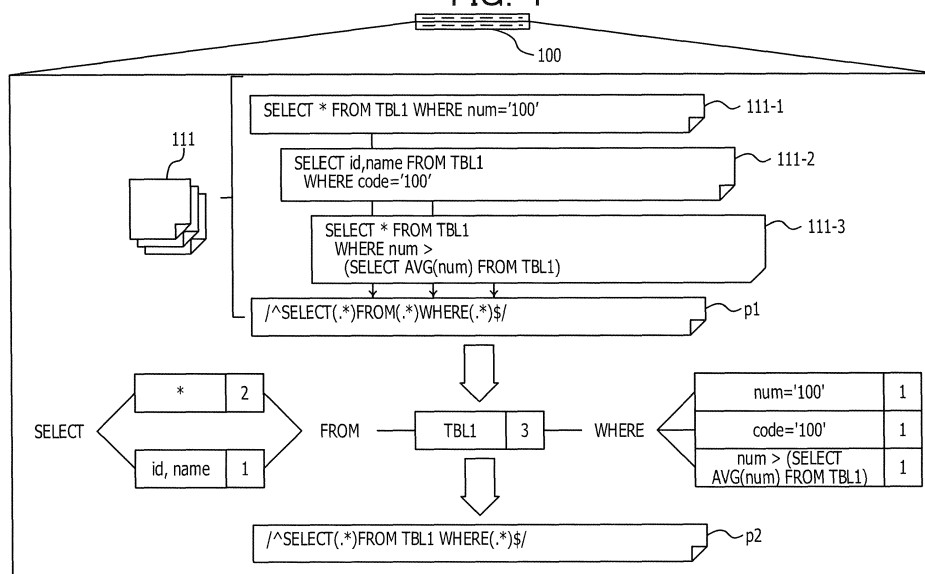 FIG. 1
100
SELECT * FROM TBL1 WHERE num='100'
111-1
111
SELECT id,name FROM TBL1
WHERE code='100'
111-2
SELECT * FROM TBL1
WHERE num >
(SELECT AVG(num) FROM TBL1)
111-3
/^SELECT(.*)FROM(.*)WHERE(.*)$/
p1
* 2
num='100' 1
SELECT
FROM
TBL1 3
WHERE
code='100' 1
id, name 1
num > (SELECT
AVG(num) FROM TBL1) 1
/^SELECT(.*)FROM TBL1 WHERE(.*)$/
p2